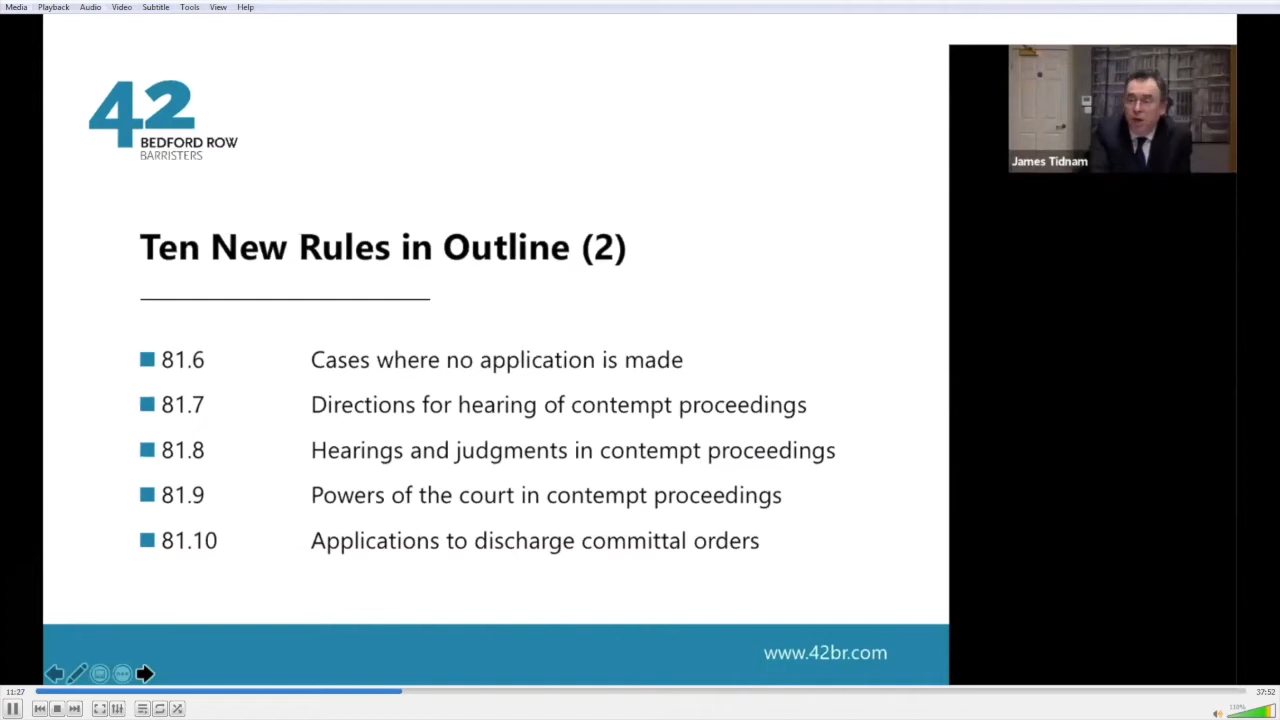 Media Playback Audio Video Subtitle Tools View Help
42
BEDFORD ROW
BARRISTERS
James Tidnam
Ten New Rules in Outline (2)
81.6 Cases where no application is made
81.7 Directions for hearing of contempt proceedings
81.8 Hearings and judgments in contempt proceedings
81.9 Powers of the court in contempt proceedings
81.10 Applications to discharge committal orders
www.42br.com
11:27 37:52
110%